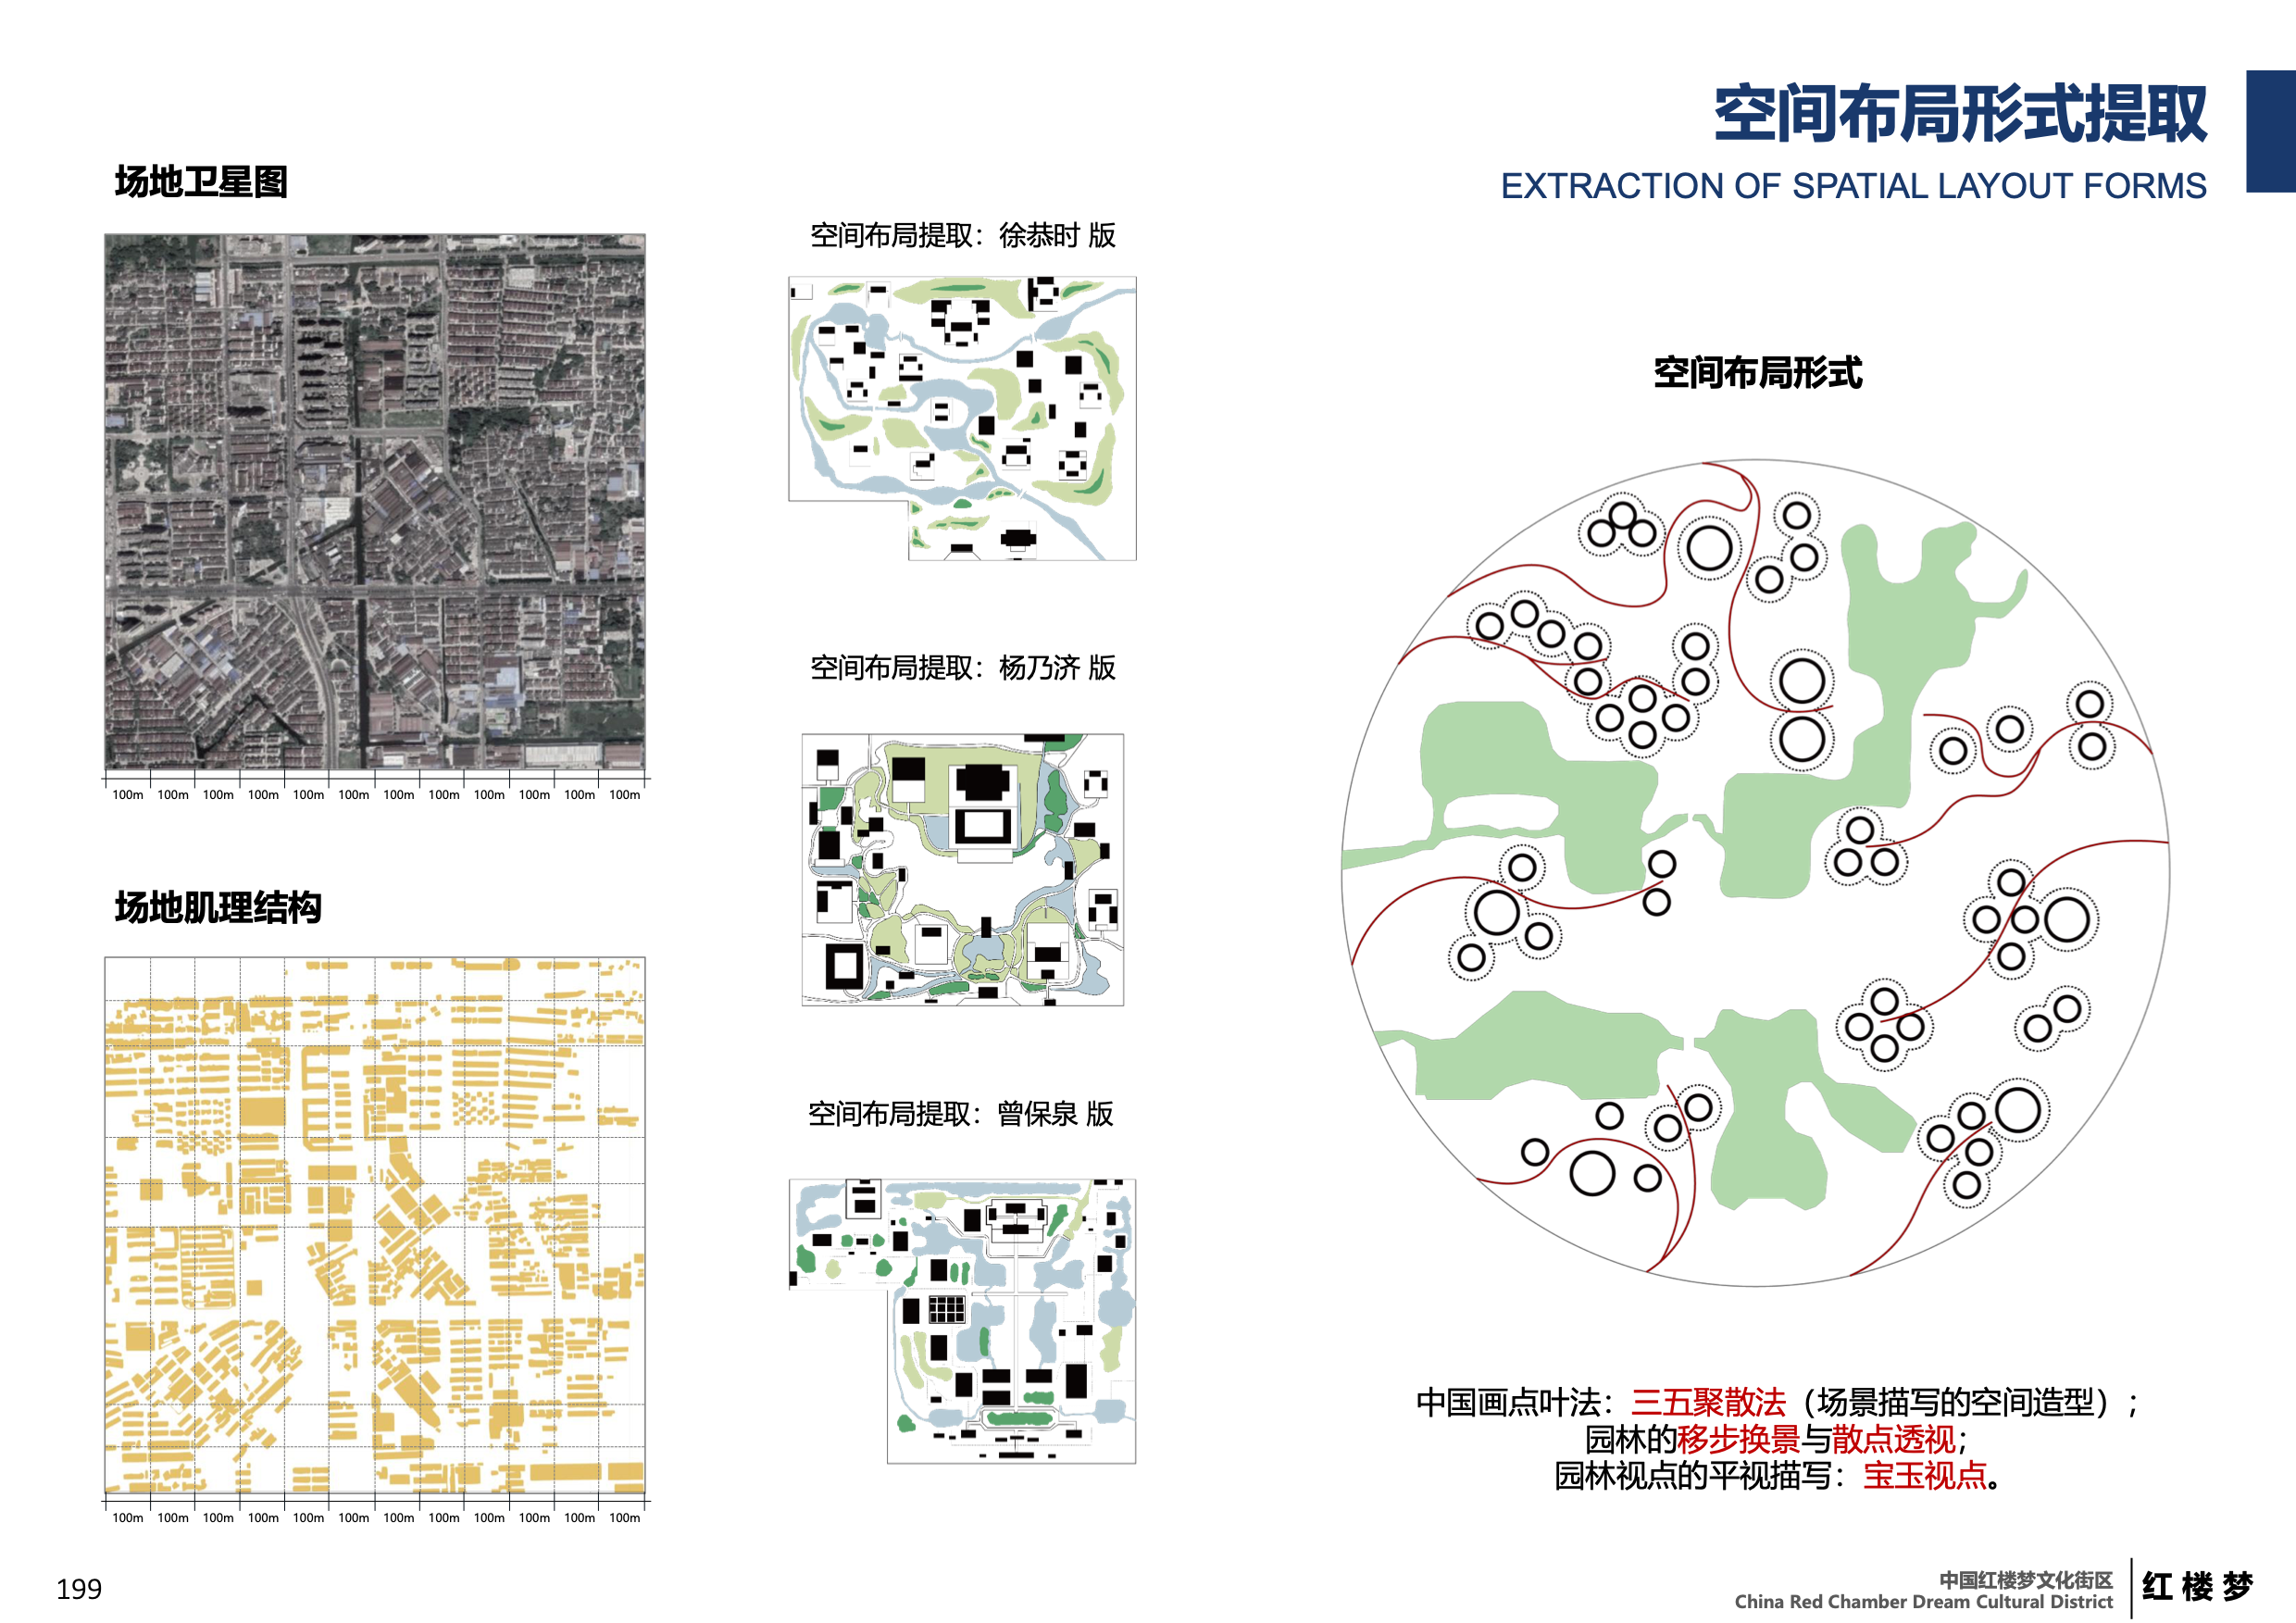 空间布局形式提取
EXTRACTION OF SPATIAL LAYOUT FORMS
场地卫星图
100m 100m 100m 100m 100m 100m 100m 100m 100m 100m 100m 100m
场地肌理结构
100m 100m 100m 100m 100m 100m 100m 100m 100m 100m 100m 100m
空间布局提取：徐恭时 版
空间布局提取：杨乃济 版
空间布局提取：曾保泉 版
空间布局形式
中国画点叶法：三五聚散法（场景描写的空间造型）；
园林的移步换景与散点透视；
园林视点的平视描写：宝玉视点。
199
中国红楼梦文化街区
China Red Chamber Dream Cultural District
红楼梦